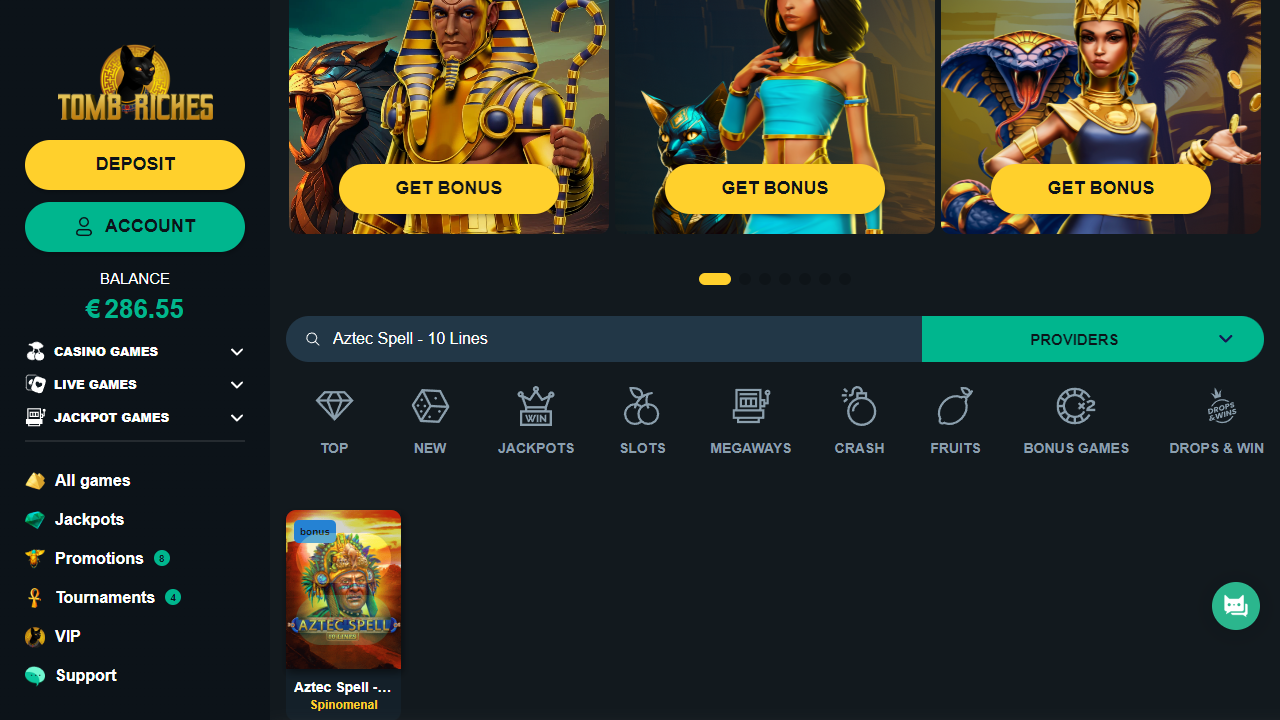 TOMB RICHES
DEPOSIT
ACCOUNT
BALANCE
€ 286.55
CASINO GAMES
LIVE GAMES
JACKPOT GAMES
All games
Jackpots
Promotions 8
Tournaments 4
VIP
Support
GET BONUS
GET BONUS
GET BONUS
Aztec Spell - 10 Lines
PROVIDERS
WIN
x2
DROPS
&WINS
TOP
NEW
JACKPOTS
SLOTS
MEGAWAYS
CRASH
FRUITS
BONUS GAMES
DROPS & WIN
bonus
AZTEC SPELL
10 LINES
Aztec Spell -...
Spinomenal